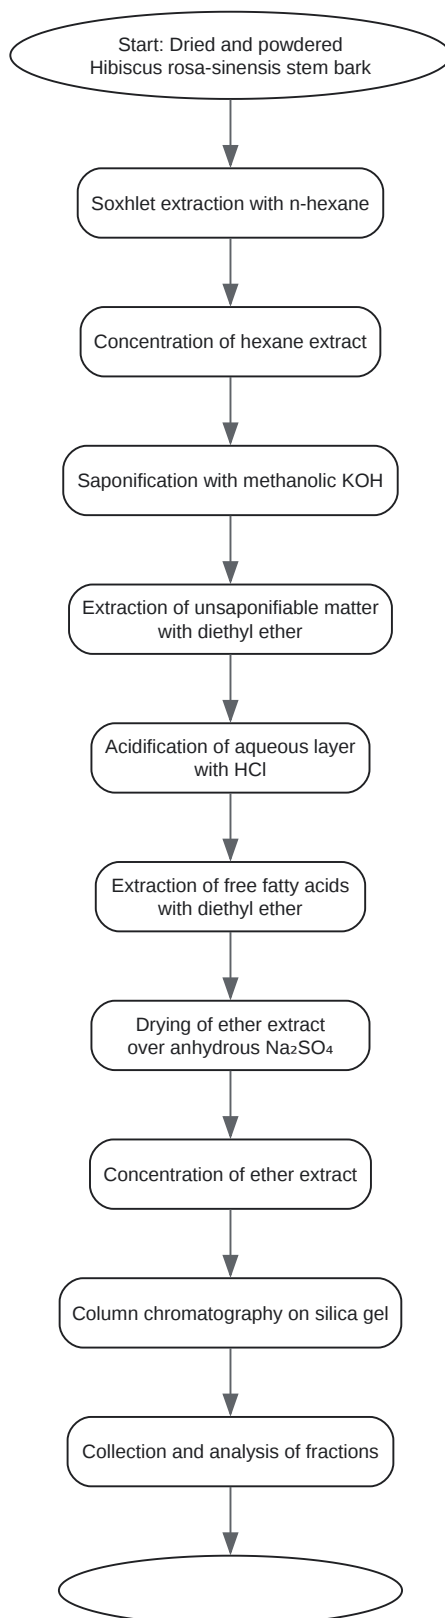 Start: Dried and powdered
Hibiscus rosa-sinensis stem bark
Soxhlet extraction with n-hexane
Concentration of hexane extract
Saponification with methanolic KOH
Extraction of unsaponifiable matter
with diethyl ether
Acidification of aqueous layer
with HCl
Extraction of free fatty acids
with diethyl ether
Drying of ether extract
over anhydrous Na₂SO₄
Concentration of ether extract
Column chromatography on silica gel
Collection and analysis of fractions